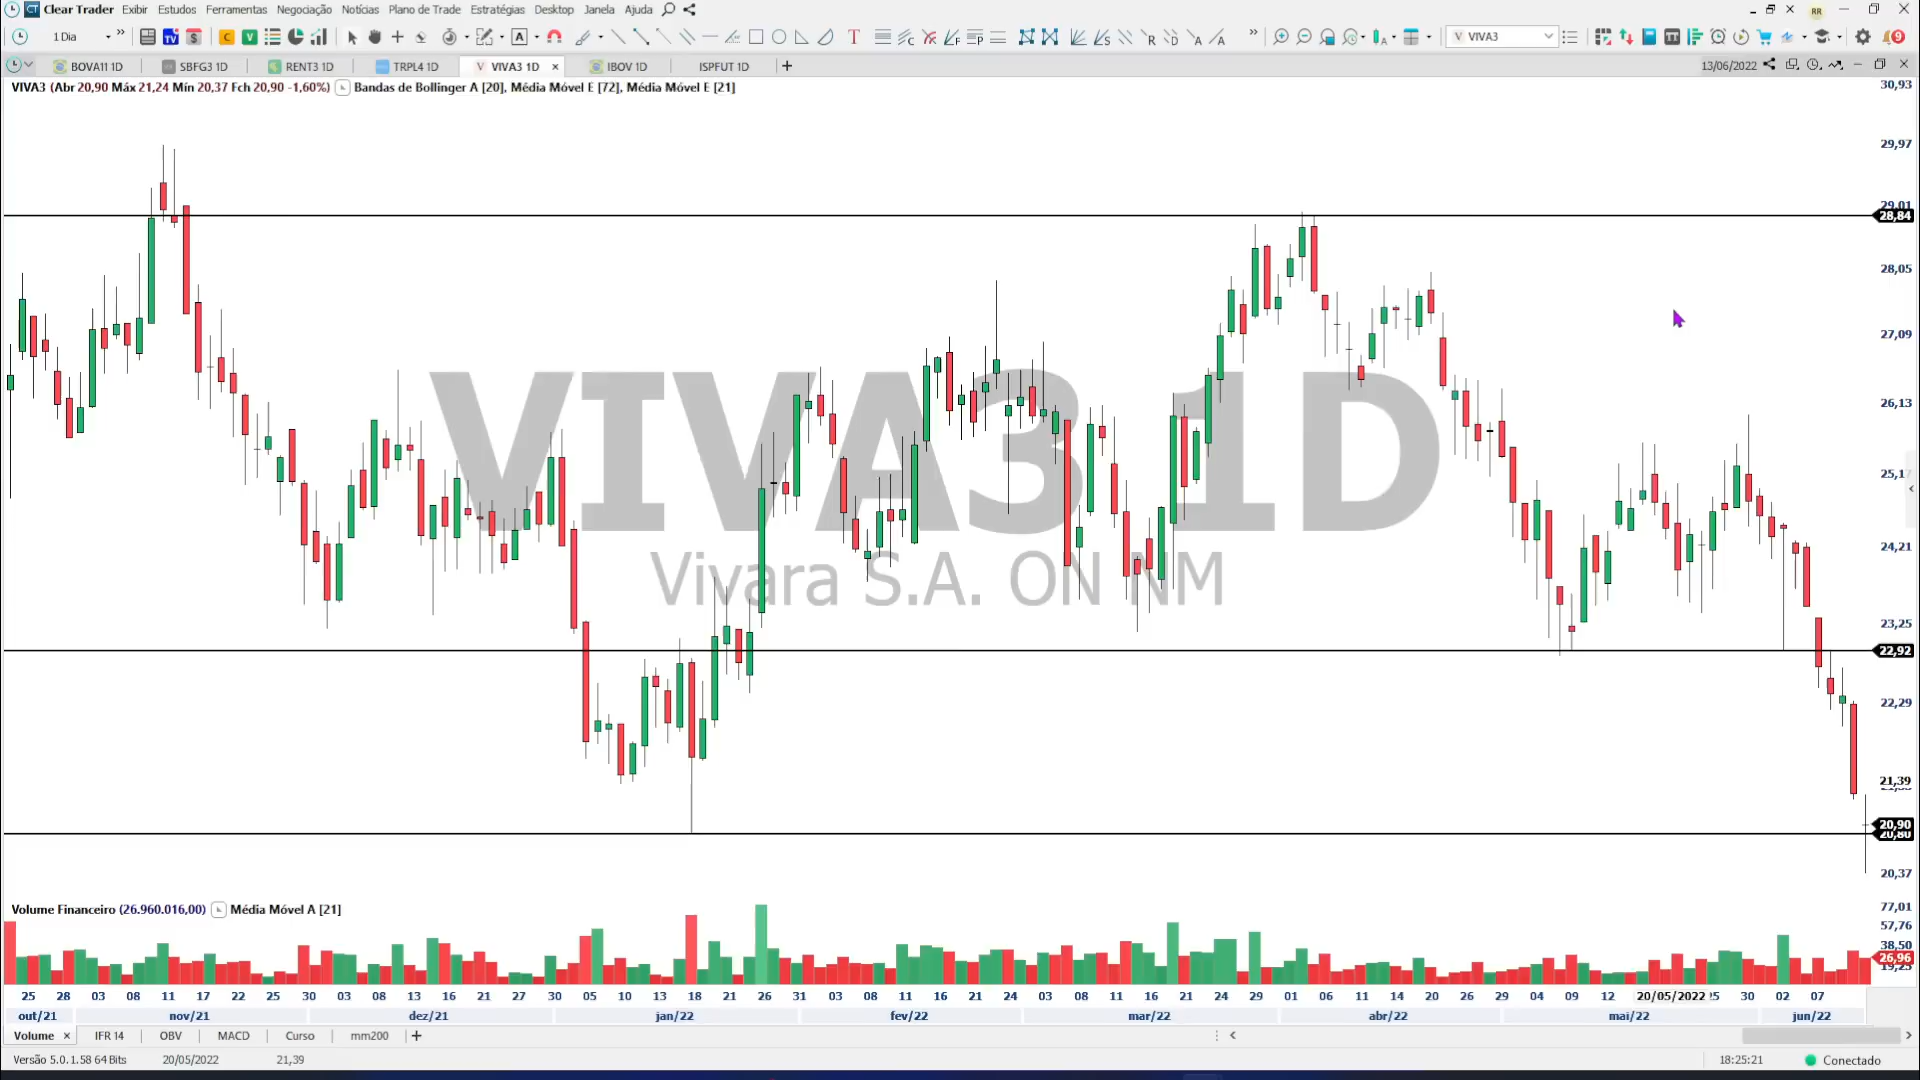 Clear Trader Exibir Estudos Ferramentas Negociação Notícias Plano de Trade Estratégias Desktop Janela Ajuda RR
1 Dia VIVA3
BOVA11 1D SBFG3 1D RENT3 1D TRPL4 1D VIVA3 1D IBOV 1D ISPFUT 1D 13/06/2022
VIVA3 (Abr 20,90 Máx 21,24 Mín 20,37 Fch 20,90 -1,60%) Bandas de Bollinger A [20], Média Móvel E [72], Média Móvel E [21]
30,93
29,97
29,01
28,84
28,05
27,09
26,13
25,17
24,21
23,25
22,92
22,29
21,39
20,90
20,80
20,37
VIVA3 1D
Vivara S.A. ON NM
Volume Financeiro (26.960.016,00) Média Móvel A [21]
77,01
57,76
38,50
26,96
19,25
25 28 03 08 11 17 22 25 30 03 08 13 16 21 27 30 05 10 13 18 21 26 31 03 08 11 16 21 24 03 08 11 16 21 24 29 01 06 11 14 20 26 29 04 09 12 20/05/2022 25 30 02 07
out/21 nov/21 dez/21 jan/22 fev/22 mar/22 abr/22 mai/22 jun/22
Volume IFR 14 OBV MACD Curso mm200
Versão 5.0.1.58 64 Bits 20/05/2022 21,39 18:25:21 Conectado